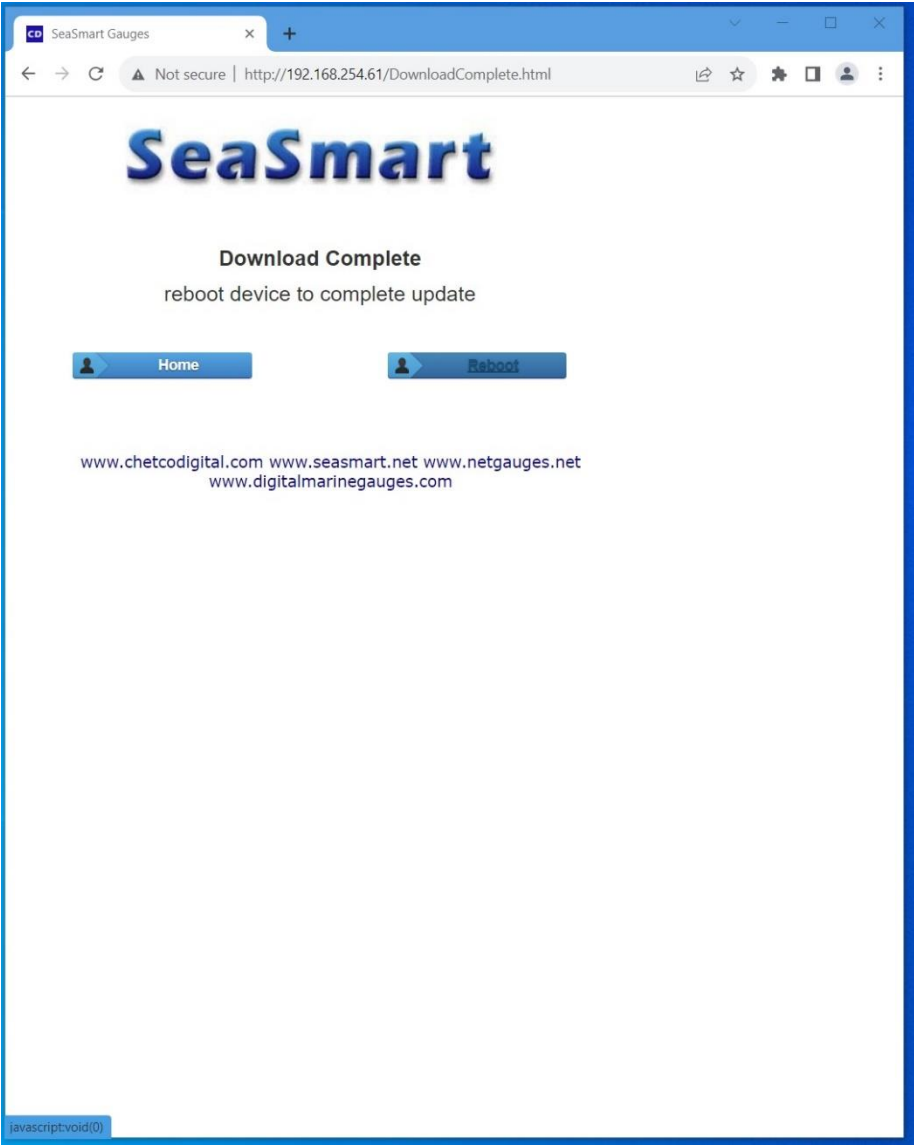 CD SeaSmart Gauges
Not secure | http://192.168.254.61/DownloadComplete.html
SeaSmart
Download Complete
reboot device to complete update
Home Reboot
www.chetcodigital.com www.seasmart.net www.netgauges.net
www.digitalmarinegauges.com
javascript:void(0)